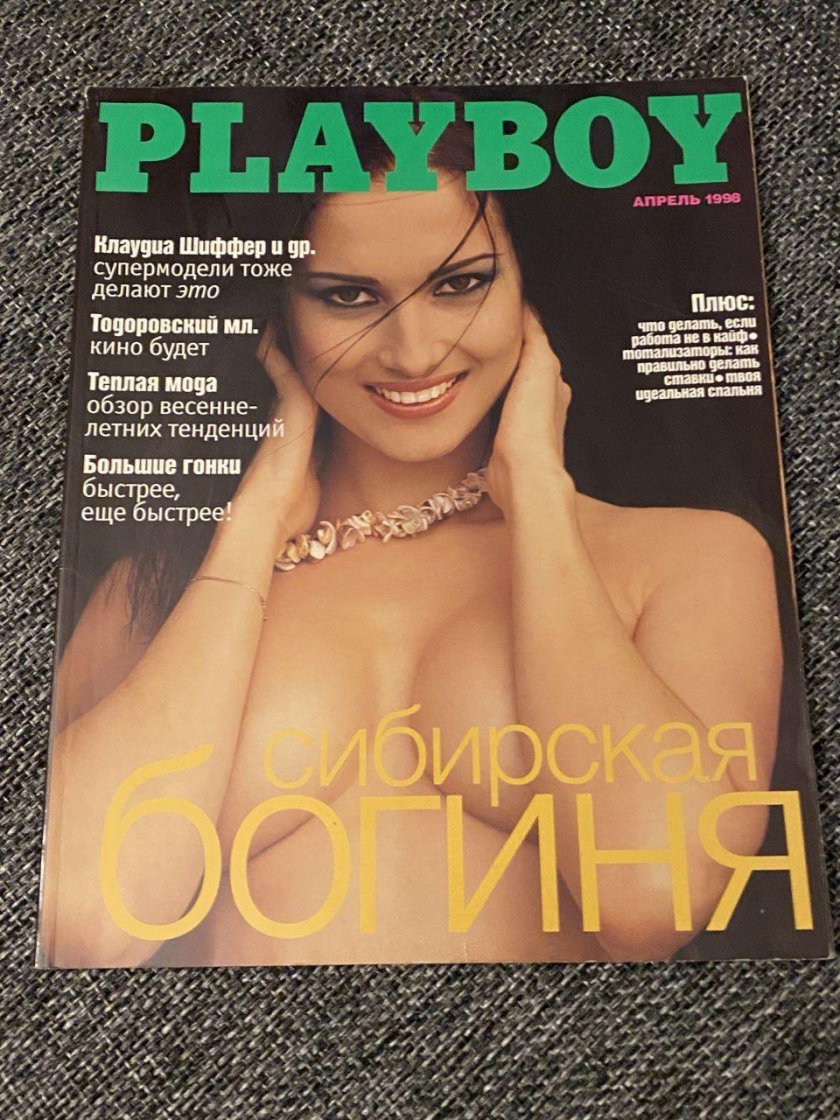 PLAYBOY
АПРЕЛЬ 1998
Клаудиа Шиффер и др.
супермодели тоже
делают это
Тодоровский мл.
кино будет
Теплая мода
обзор весенне-
летних тенденций
Большие гонки
быстрее,
еще быстрее!
Плюс:
что делать, если
работа не в кайф•
тотализаторы: как
правильно делать
ставки•твоя
идеальная спальня
сибирская
богиня